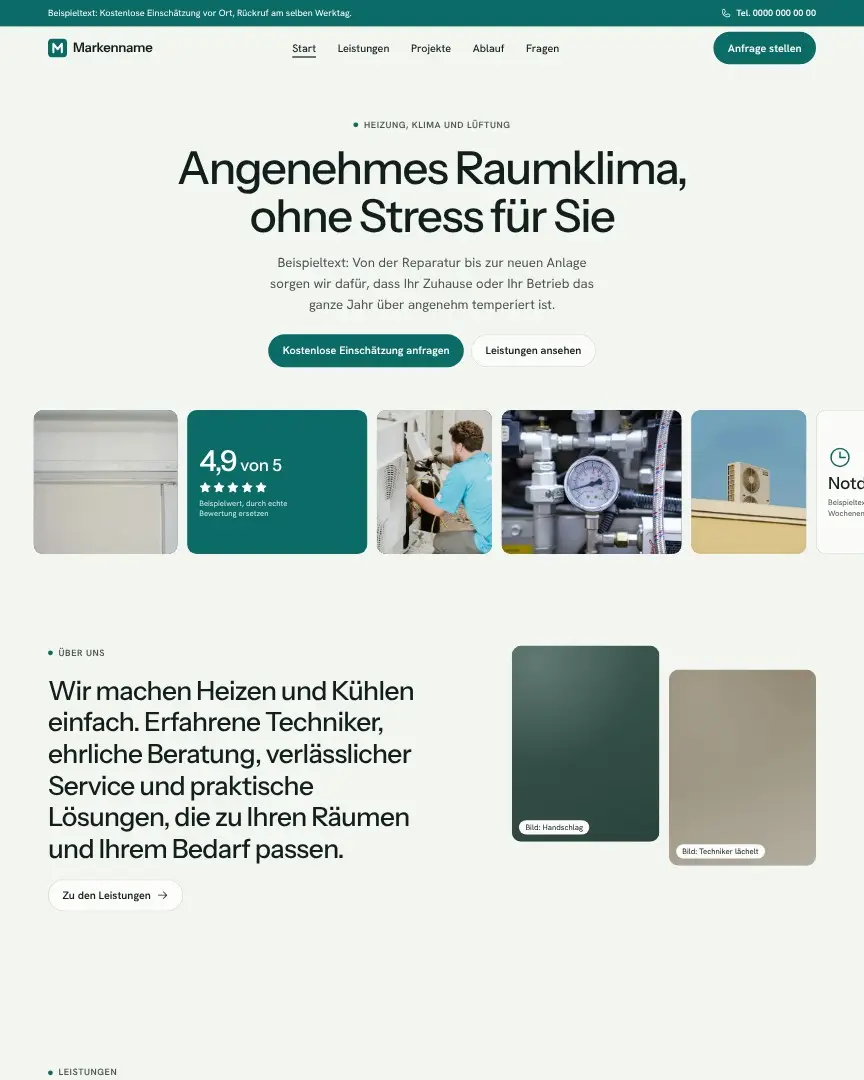 Beispieltext: Kostenlose Einschätzung vor Ort, Rückruf am selben Werktag.
Tel. 0000 000 00 00
M Markenname
Start
Leistungen
Projekte
Ablauf
Fragen
Anfrage stellen
HEIZUNG, KLIMA UND LÜFTUNG
Angenehmes Raumklima,
ohne Stress für Sie
Beispieltext: Von der Reparatur bis zur neuen Anlage
sorgen wir dafür, dass Ihr Zuhause oder Ihr Betrieb das
ganze Jahr über angenehm temperiert ist.
Kostenlose Einschätzung anfragen
Leistungen ansehen
4,9 von 5
Beispielwert, durch echte
Bewertung ersetzen
Notd
Beispieltex
Wochenen
ÜBER UNS
Wir machen Heizen und Kühlen
einfach. Erfahrene Techniker,
ehrliche Beratung, verlässlicher
Service und praktische
Lösungen, die zu Ihren Räumen
und Ihrem Bedarf passen.
Zu den Leistungen
Bild: Handschlag
Bild: Techniker lächelt
LEISTUNGEN